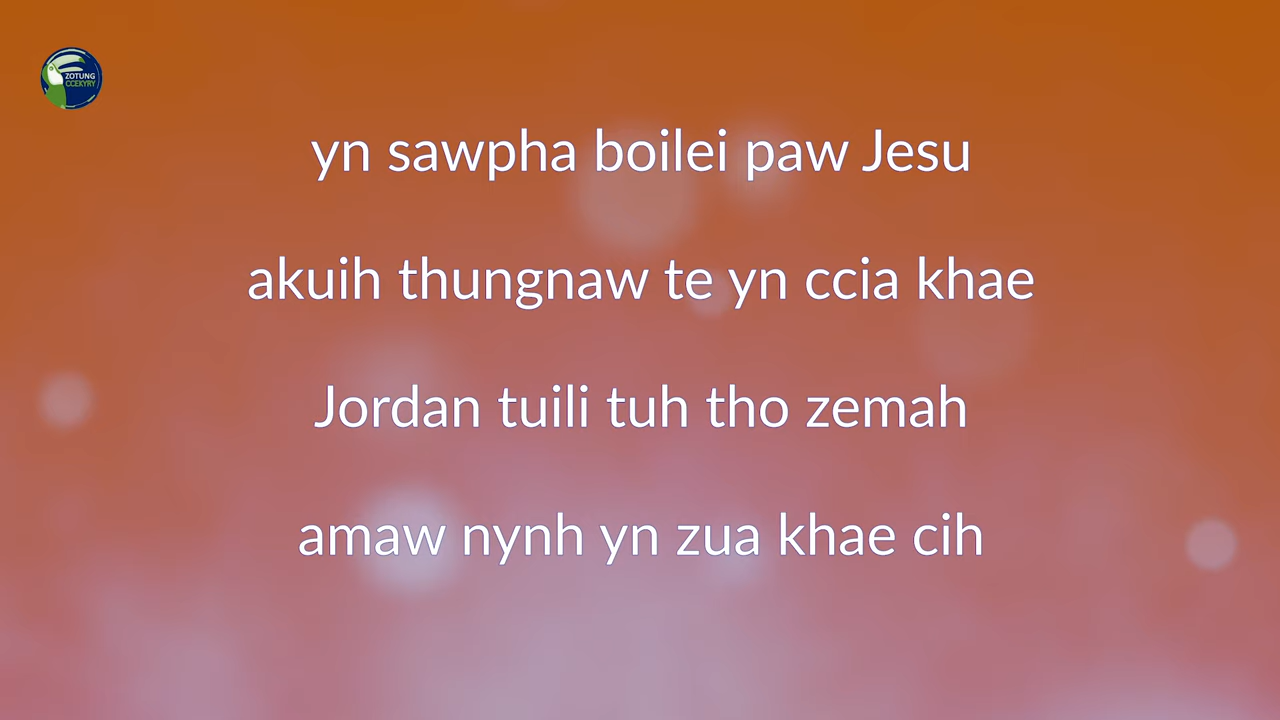 ZOTUNG
CCEKYRY
yn sawpha boilei paw Jesu
akuih thungnaw te yn ccia khae
Jordan tuili tuh tho zemah
amaw nynh yn zua khae cih